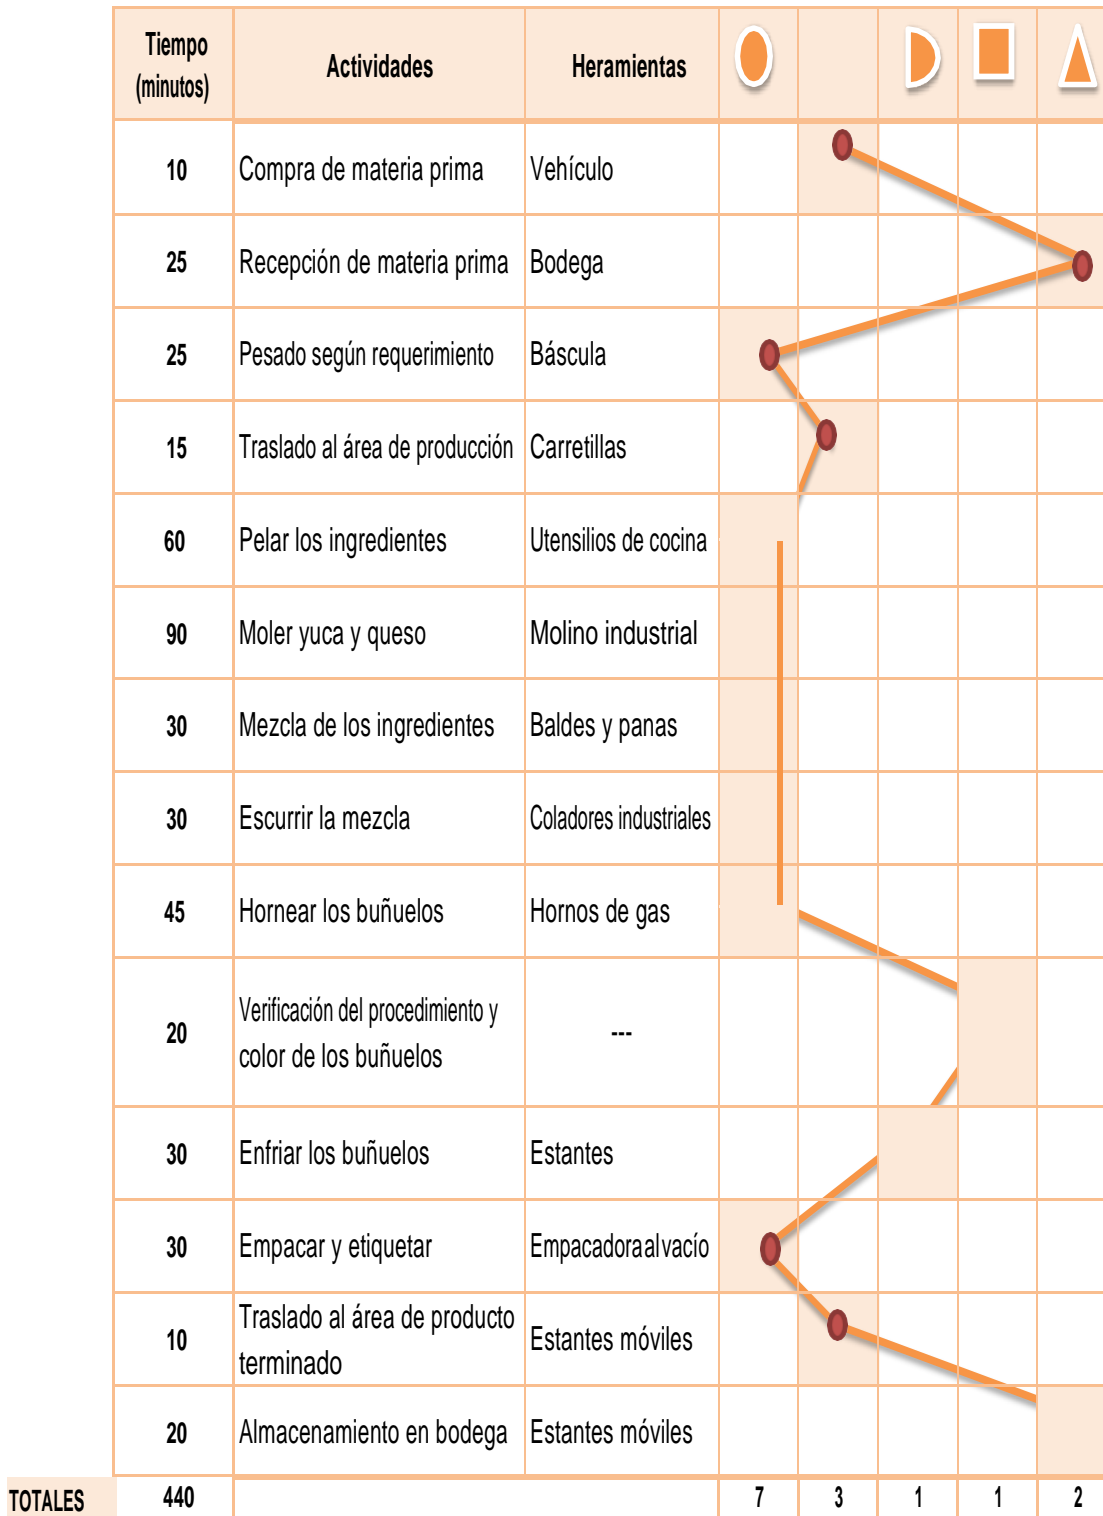 Tiempo (minutos) Actividades Heramientas
10 Compra de materia prima Vehículo
25 Recepción de materia prima Bodega
25 Pesado según requerimiento Báscula
15 Traslado al área de producción Carretillas
60 Pelar los ingredientes Utensilios de cocina
90 Moler yuca y queso Molino industrial
30 Mezcla de los ingredientes Baldes y panas
30 Escurrir la mezcla Coladores industriales
45 Hornear los buñuelos Hornos de gas
20 Verificación del procedimiento y color de los buñuelos ---
30 Enfriar los buñuelos Estantes
30 Empacar y etiquetar Empacadora al vacío
10 Traslado al área de producto terminado Estantes móviles
20 Almacenamiento en bodega Estantes móviles
TOTALES 440 7 3 1 1 2